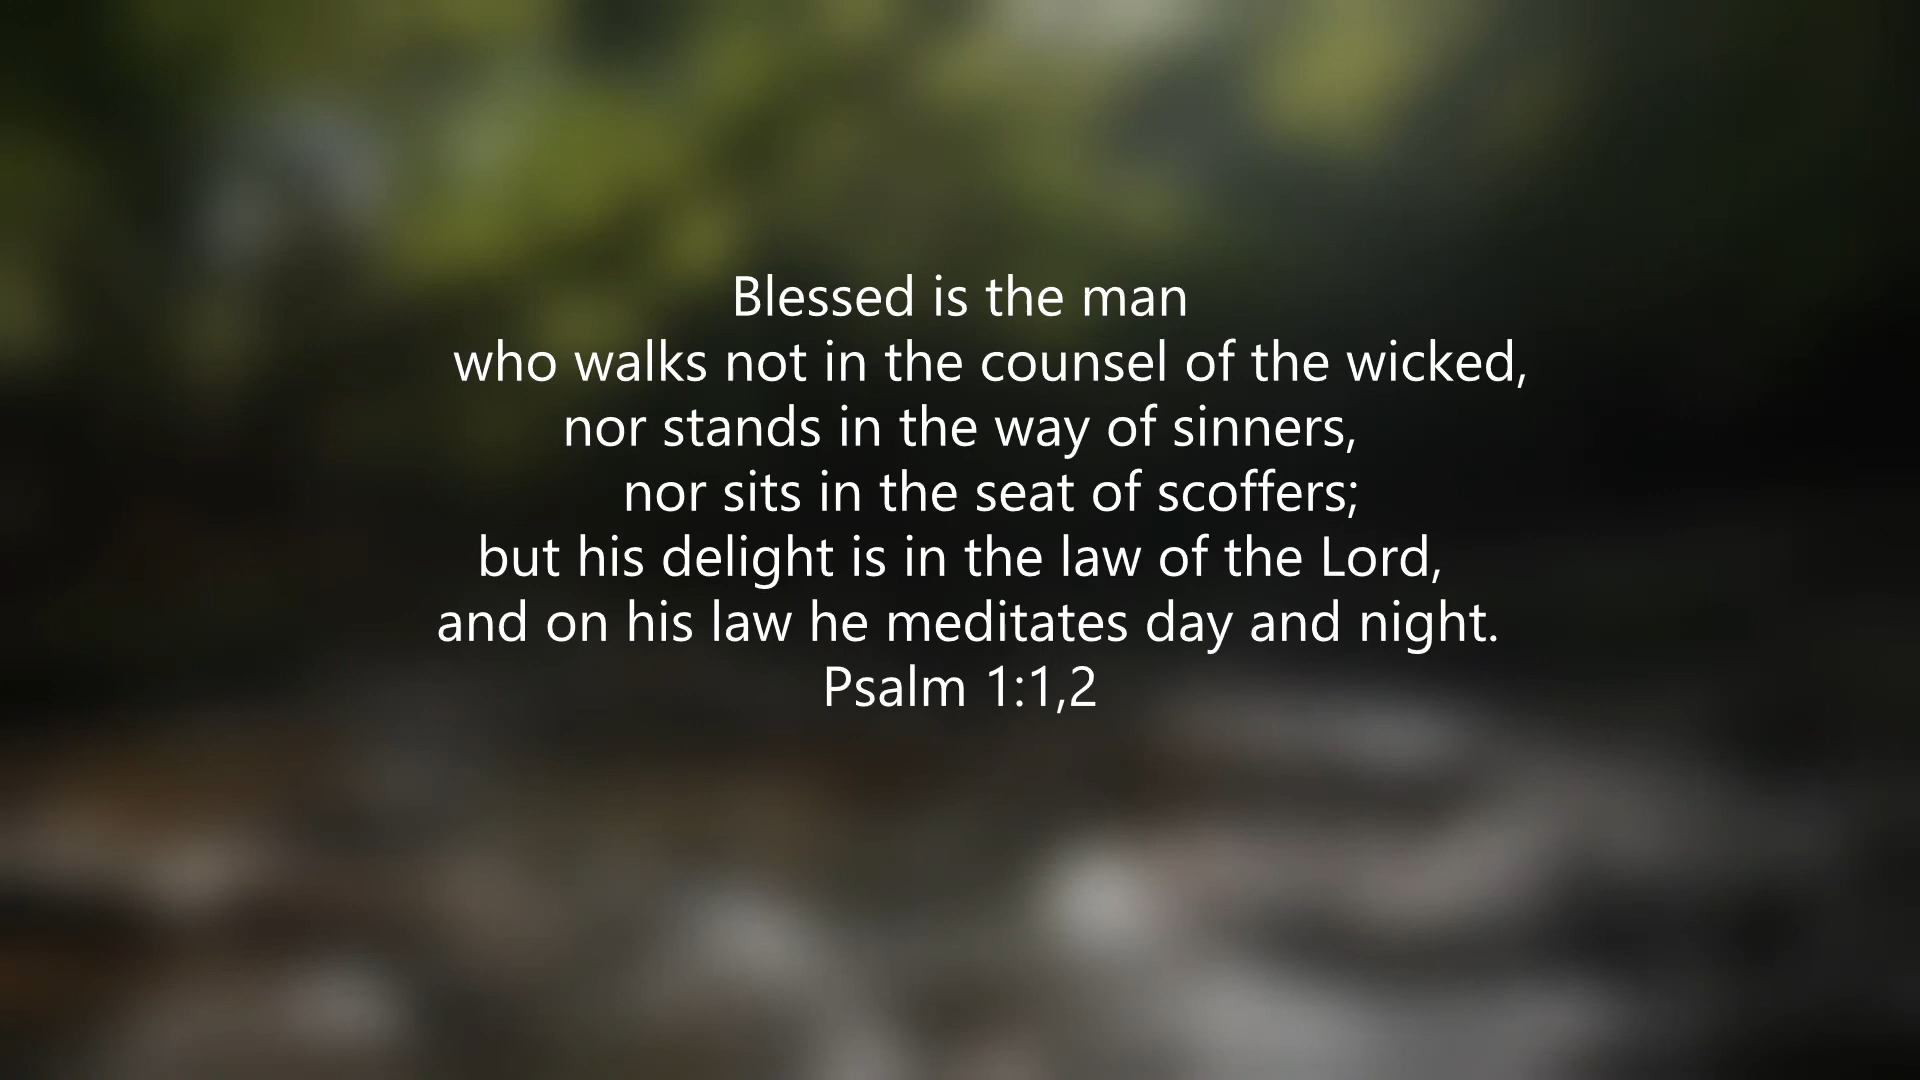 Blessed is the man
who walks not in the counsel of the wicked,
nor stands in the way of sinners,
nor sits in the seat of scoffers;
but his delight is in the law of the Lord,
and on his law he meditates day and night.
Psalm 1:1,2